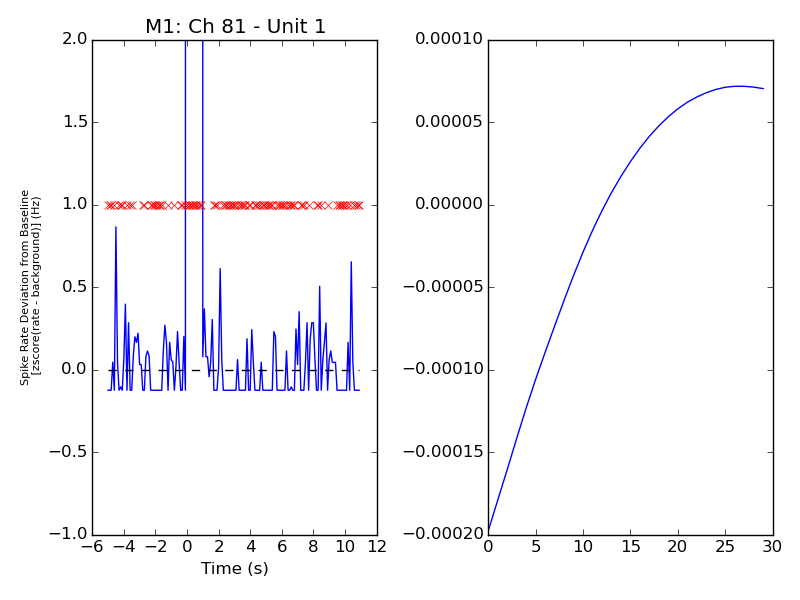 M1: Ch 81 - Unit 1
2.0
1.5
1.0
0.5
0.0
−0.5
−1.0
Spike Rate Deviation from Baseline
[zscore(rate - background)] (Hz)
−6 −4 −2 0 2 4 6 8 10 12
Time (s)
0.00010
0.00005
0.00000
−0.00005
−0.00010
−0.00015
−0.00020
0 5 10 15 20 25 30